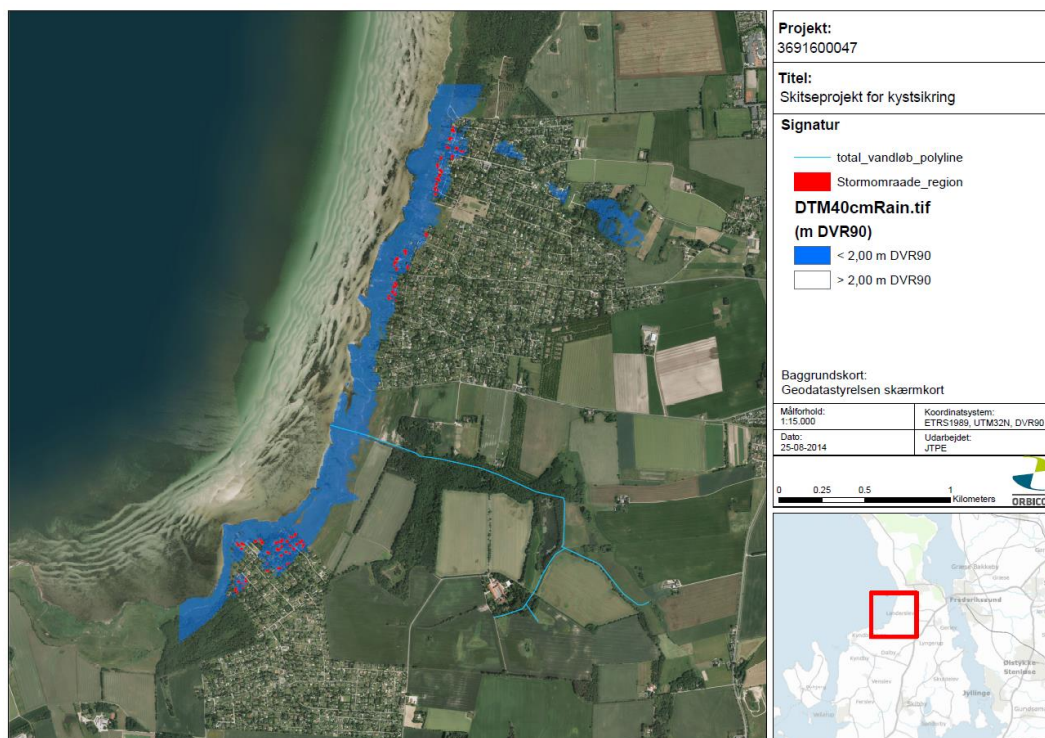 Projekt:
3691600047
Titel:
Skitseprojekt for kystsikring
Signatur
total_vandløb_polyline
Stormomraade_region
DTM40cmRain.tif
(m DVR90)
< 2,00 m DVR90
> 2,00 m DVR90
Baggrundskort:
Geodatastyrelsen skærmkort
Målforhold:
1:15.000
Koordinatsystem:
ETRS1989, UTM32N, DVR90
Dato:
25-08-2014
Udarbejdet:
JTPE
0 0.25 0.5 1
Kilometers
ORBICO
Frederikssund
Jyllinge
Skibby